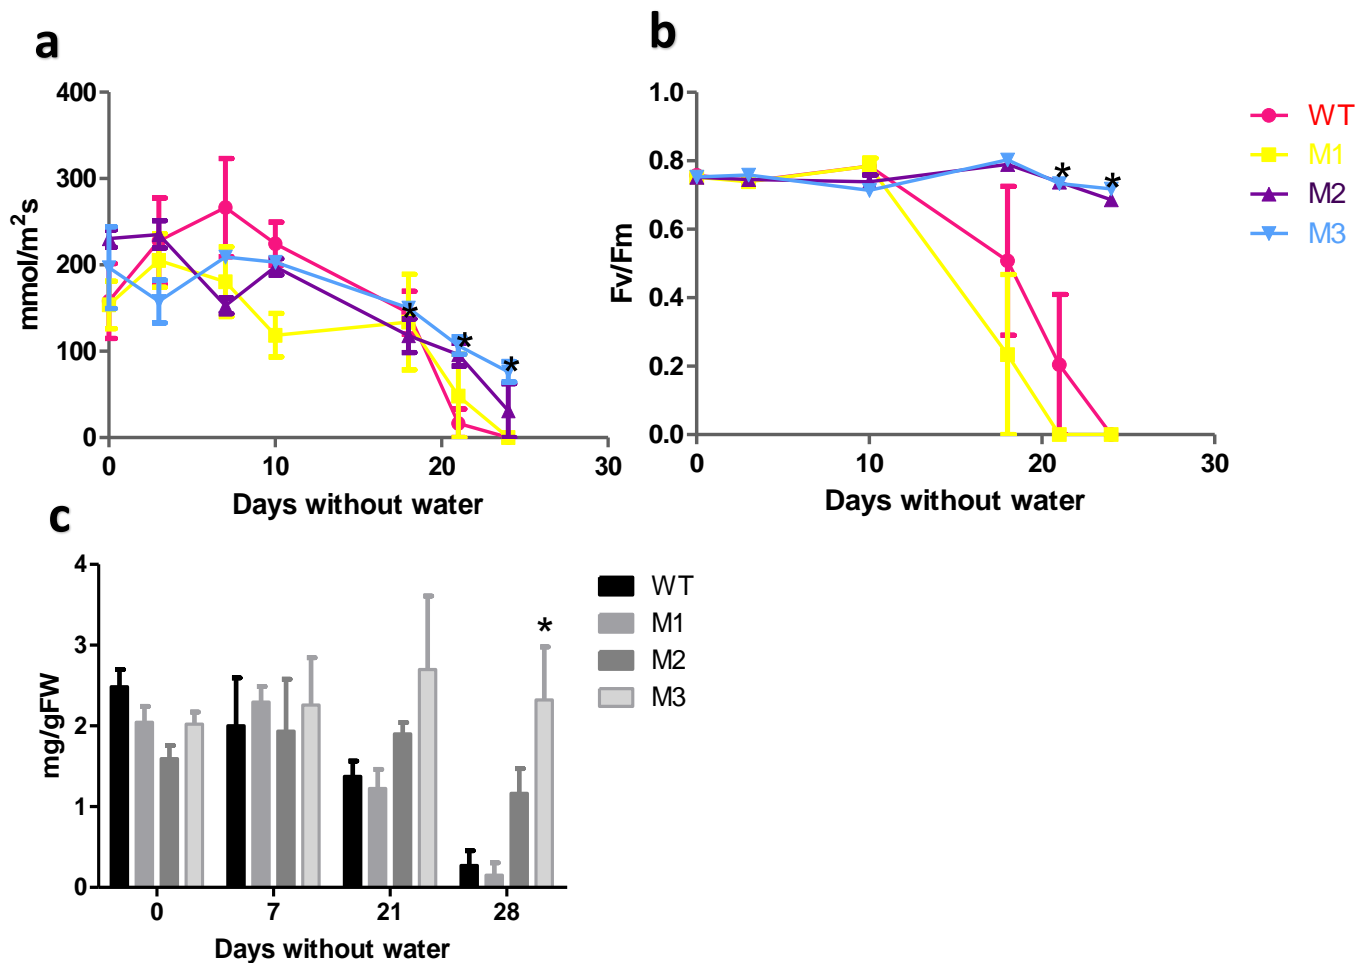 a
mmol/m²s
400
300
200
100
0
* * *
0 10 20 30
Days without water
b
Fv/Fm
1.0
0.8
0.6
0.4
0.2
0.0
* *
0 10 20 30
Days without water
WT
M1
M2
M3
c
mg/gFW
4
3
2
1
0
*
0 7 21 28
Days without water
WT
M1
M2
M3